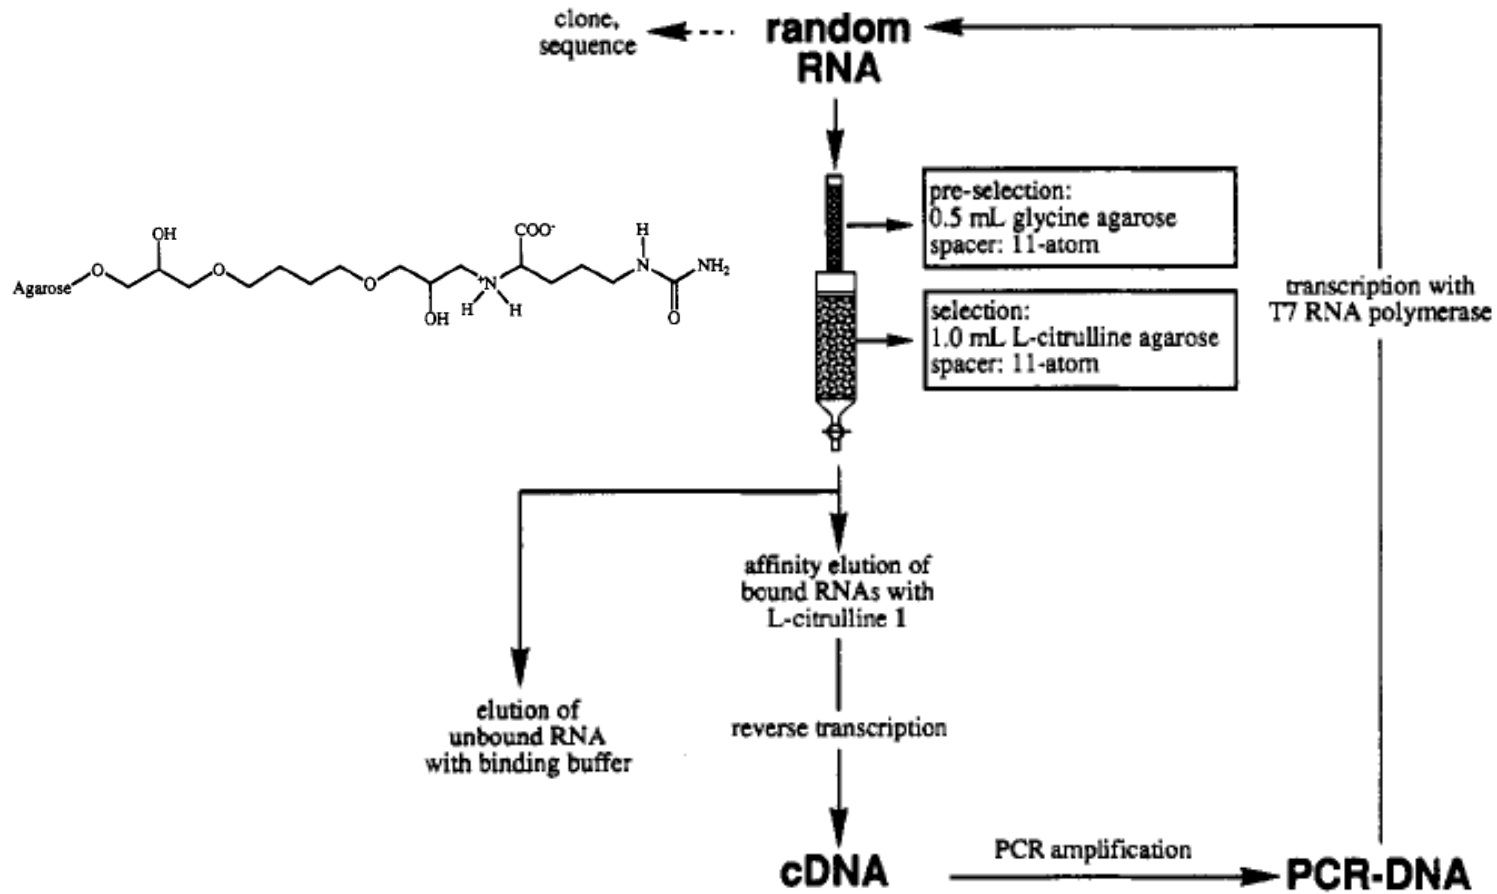 clone,
sequence
random
RNA
pre-selection:
0.5 mL glycine agarose
spacer: 11-atom
selection:
1.0 mL L-citrulline agarose
spacer: 11-atom
transcription with
T7 RNA polymerase
Agarose
O
OH
O
O
OH
+N
H
H
COO-
H
N
O
NH2
affinity elution of
bound RNAs with
L-citrulline 1
elution of
unbound RNA
with binding buffer
reverse transcription
cDNA
PCR amplification
PCR-DNA